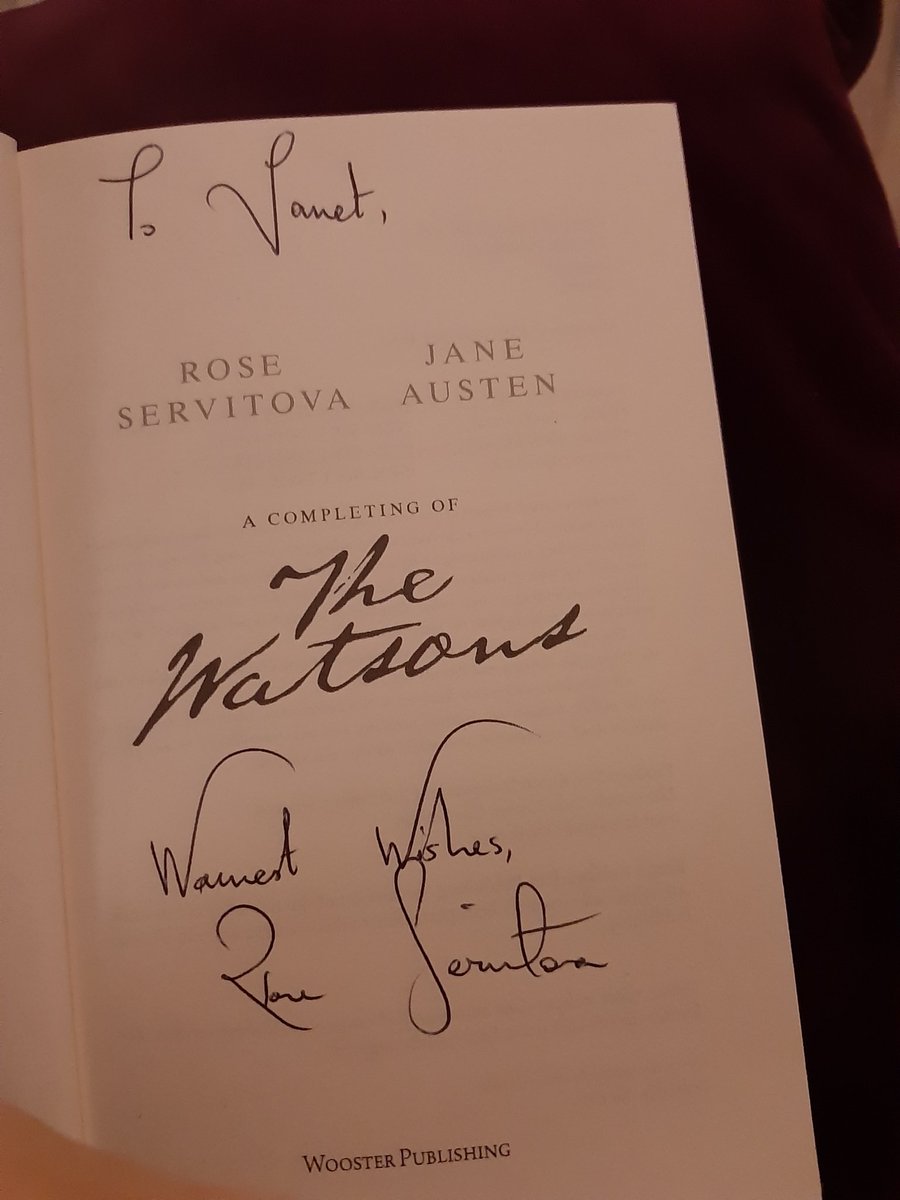 To Janet,
ROSE SERVITOVA
JANE AUSTEN
A COMPLETING OF
The
Watsons
Warmest Wishes,
Rose Servitova
WOOSTER PUBLISHING